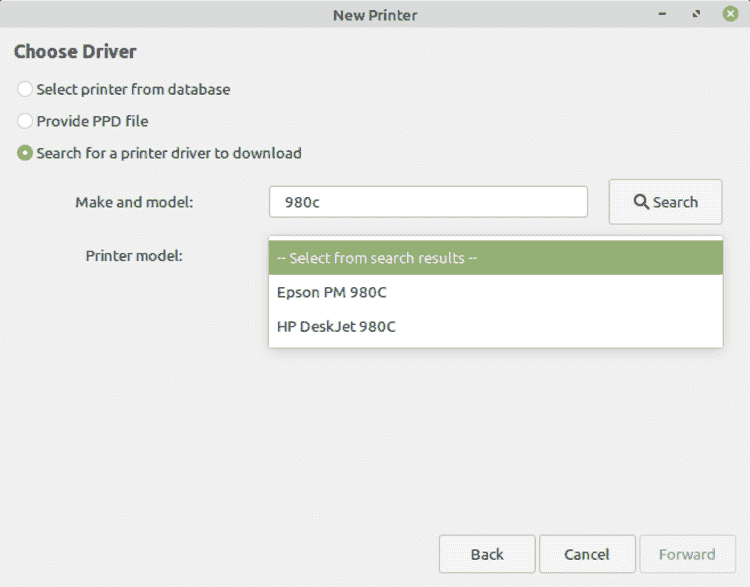 New Printer
Choose Driver
Select printer from database
Provide PPD file
Search for a printer driver to download
Make and model:
980c
Search
Printer model:
-- Select from search results --
Epson PM 980C
HP DeskJet 980C
Back
Cancel
Forward